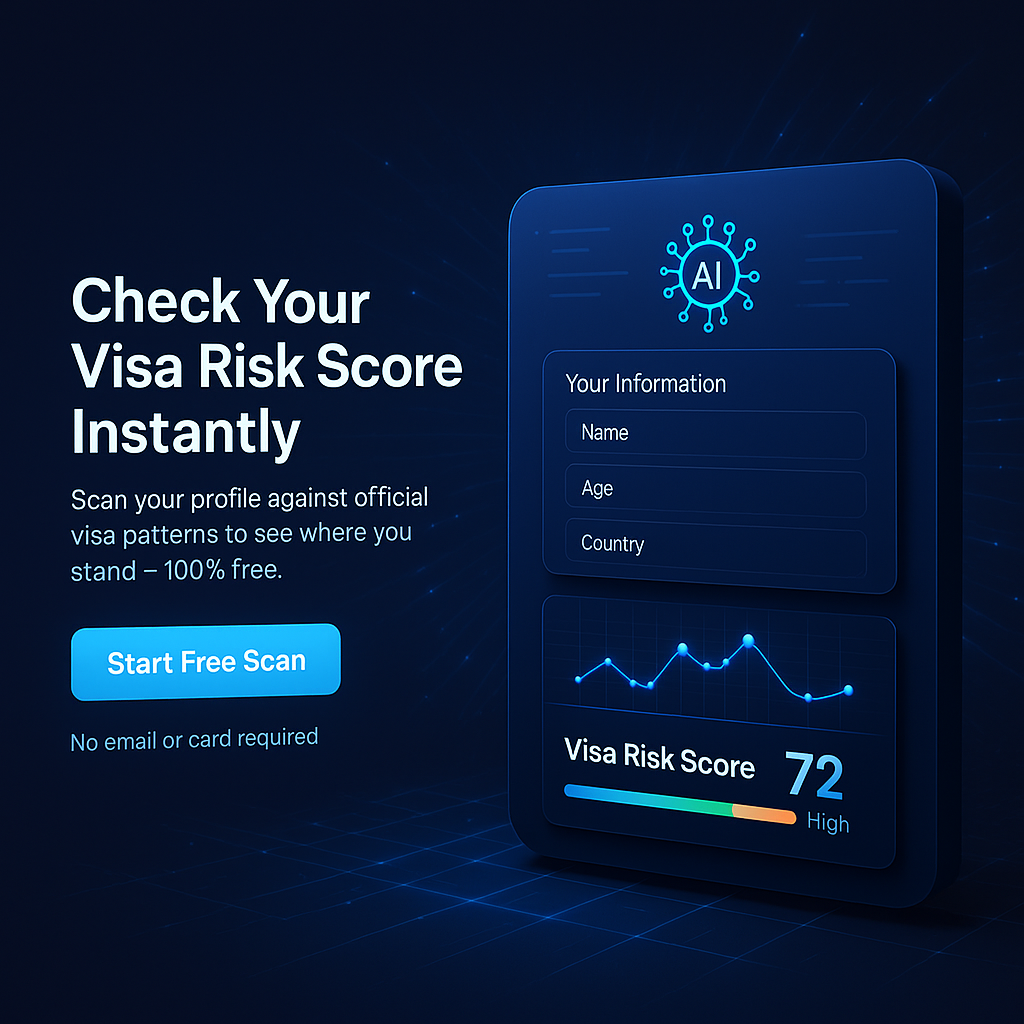 Check Your
Visa Risk Score
Instantly
Scan your profile against official
visa patterns to see where you
stand – 100% free.
Start Free Scan
No email or card required
AI
Your Information
Name
Age
Country
Visa Risk Score
72
High